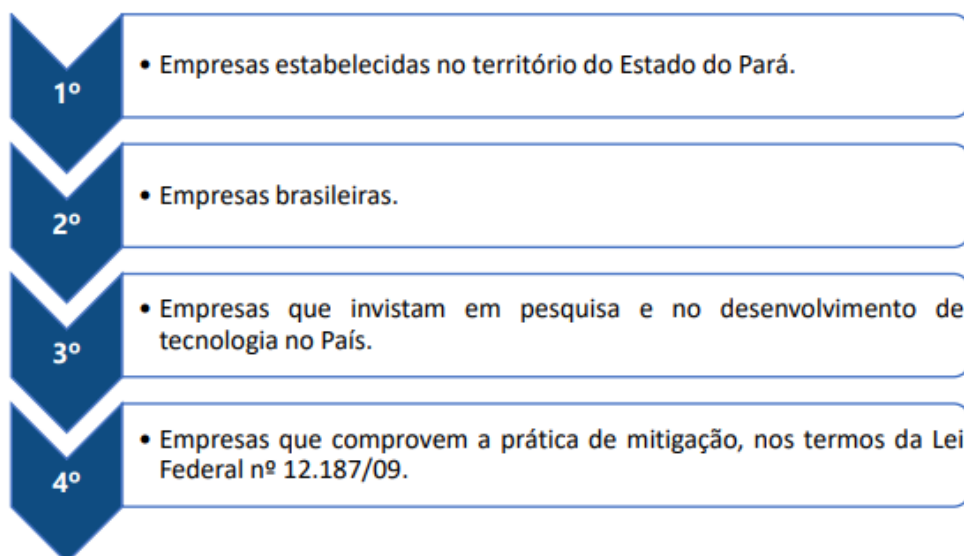 1º
• Empresas estabelecidas no território do Estado do Pará.
2º
• Empresas brasileiras.
3º
• Empresas que invistam em pesquisa e no desenvolvimento de
tecnologia no País.
4º
• Empresas que comprovem a prática de mitigação, nos termos da Lei
Federal nº 12.187/09.